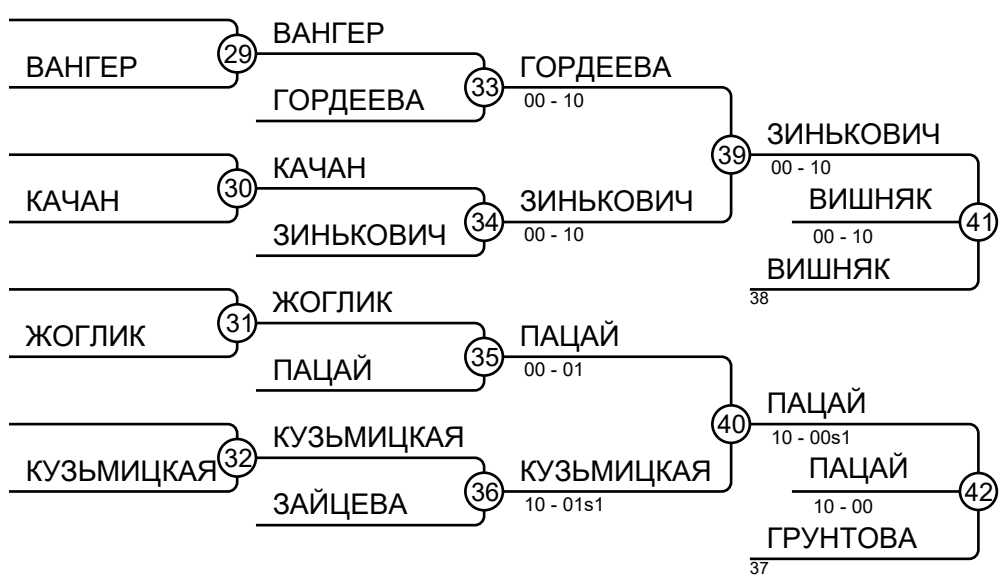 ВАНГЕР
29
ВАНГЕР
ГОРДЕЕВА
33
ГОРДЕЕВА
00 - 10
КАЧАН
30
КАЧАН
ЗИНЬКОВИЧ
34
ЗИНЬКОВИЧ
00 - 10
39
ЗИНЬКОВИЧ
00 - 10
ВИШНЯК
00 - 10
41
ВИШНЯК
38
ЖОГЛИК
31
ЖОГЛИК
ПАЦАЙ
35
ПАЦАЙ
00 - 01
КУЗЬМИЦКАЯ
32
КУЗЬМИЦКАЯ
ЗАЙЦЕВА
36
КУЗЬМИЦКАЯ
10 - 01s1
40
ПАЦАЙ
10 - 00s1
ПАЦАЙ
10 - 00
42
ГРУНТОВА
37